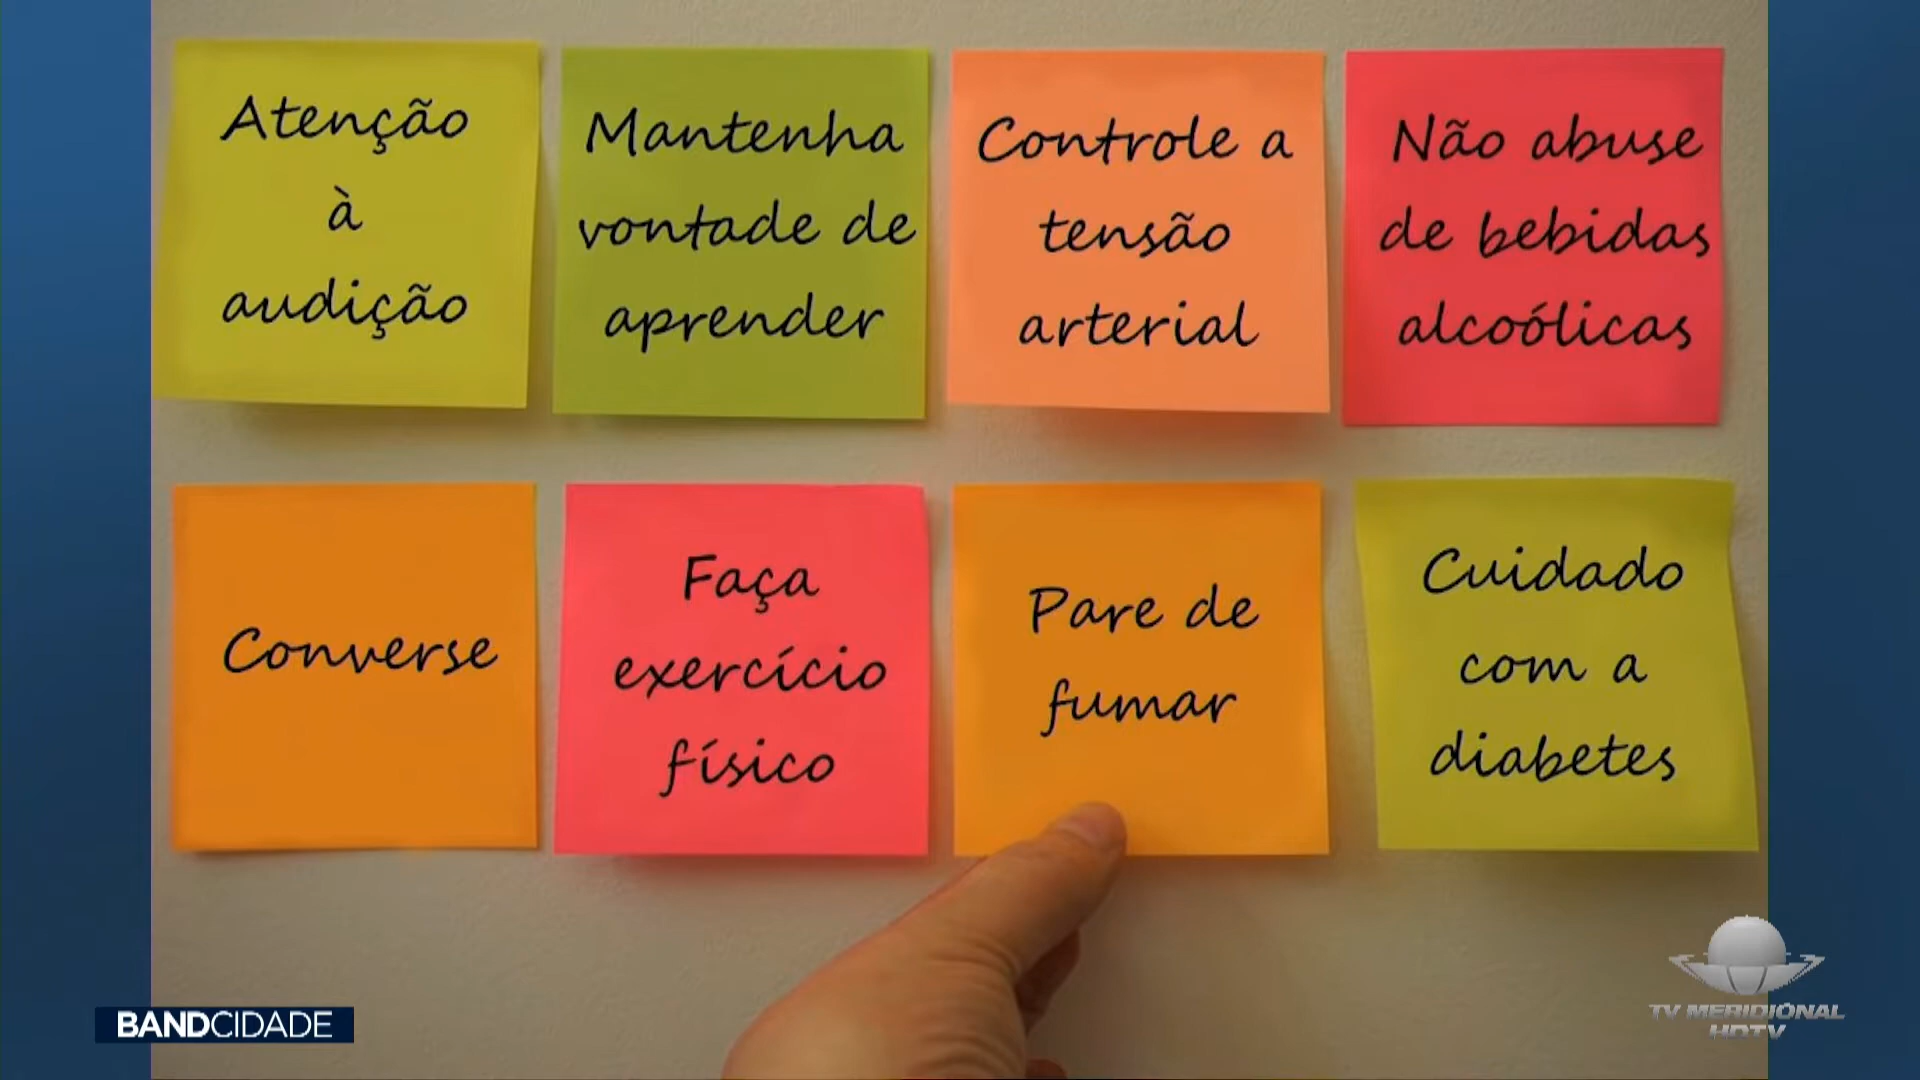 Atenção
à
audição
Mantenha
vontade de
aprender
Controle a
tensão
arterial
Não abuse
de bebidas
alcoólicas
Converse
Faça
exercício
físico
Pare de
fumar
Cuidado
com a
diabetes
BANDCIDADE
TV MERIDIONAL
HDTV